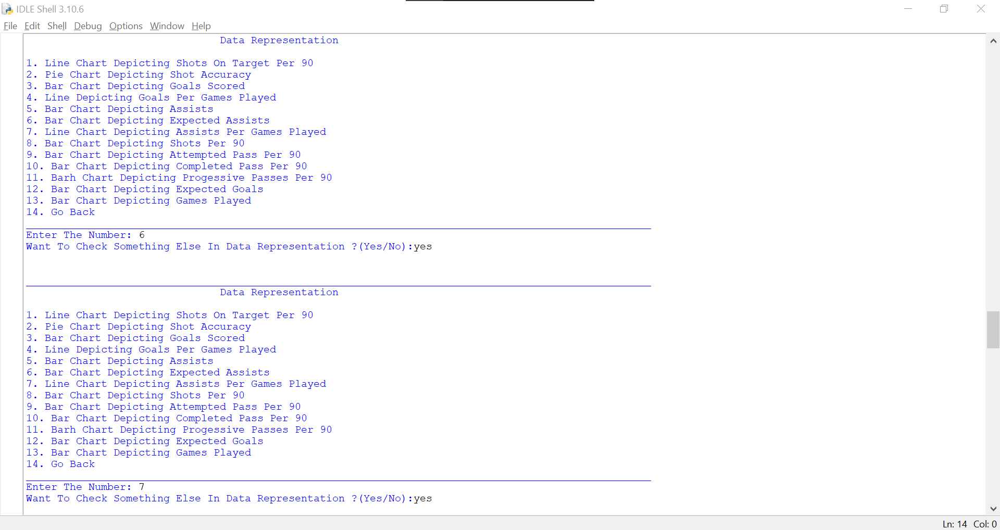 IDLE Shell 3.10.6
File Edit Shell Debug Options Window Help
Data Representation
1. Line Chart Depicting Shots On Target Per 90
2. Pie Chart Depicting Shot Accuracy
3. Bar Chart Depicting Goals Scored
4. Line Depicting Goals Per Games Played
5. Bar Chart Depicting Assists
6. Bar Chart Depicting Expected Assists
7. Line Chart Depicting Assists Per Games Played
8. Bar Chart Depicting Shots Per 90
9. Bar Chart Depicting Attempted Pass Per 90
10. Bar Chart Depicting Completed Pass Per 90
11. Barh Chart Depicting Progessive Passes Per 90
12. Bar Chart Depicting Expected Goals
13. Bar Chart Depicting Games Played
14. Go Back
Enter The Number: 6
Want To Check Something Else In Data Representation ?(Yes/No):yes
Data Representation
1. Line Chart Depicting Shots On Target Per 90
2. Pie Chart Depicting Shot Accuracy
3. Bar Chart Depicting Goals Scored
4. Line Depicting Goals Per Games Played
5. Bar Chart Depicting Assists
6. Bar Chart Depicting Expected Assists
7. Line Chart Depicting Assists Per Games Played
8. Bar Chart Depicting Shots Per 90
9. Bar Chart Depicting Attempted Pass Per 90
10. Bar Chart Depicting Completed Pass Per 90
11. Barh Chart Depicting Progessive Passes Per 90
12. Bar Chart Depicting Expected Goals
13. Bar Chart Depicting Games Played
14. Go Back
Enter The Number: 7
Want To Check Something Else In Data Representation ?(Yes/No):yes
Ln: 14 Col: 0